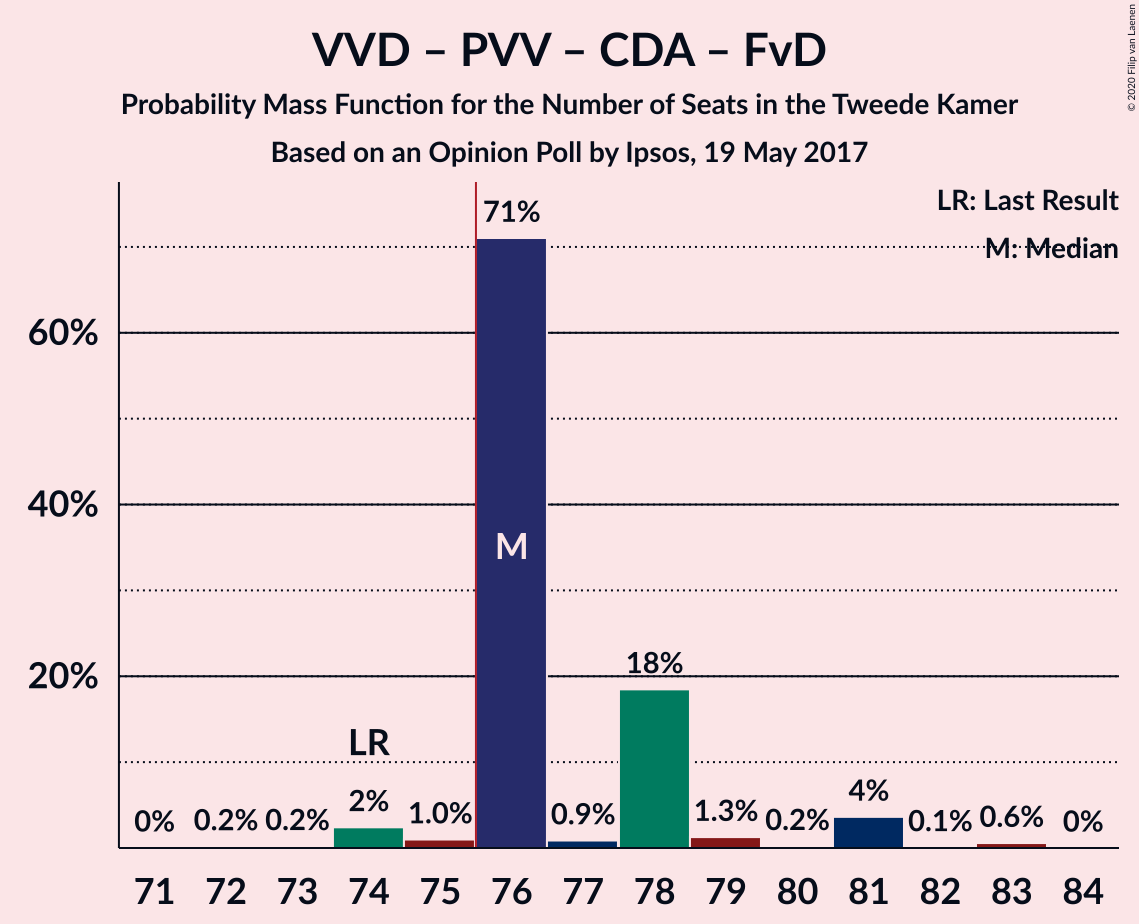 VVD – PVV – CDA – FvD
Probability Mass Function for the Number of Seats in the Tweede Kamer
Based on an Opinion Poll by Ipsos, 19 May 2017
© 2020 Filip van Laenen
LR: Last Result
M: Median
60%
40%
20%
0%
0.2%
0.2%
LR
2%
1.0%
71%
M
0.9%
18%
1.3%
0.2%
4%
0.1%
0.6%
0%
71 72 73 74 75 76 77 78 79 80 81 82 83 84